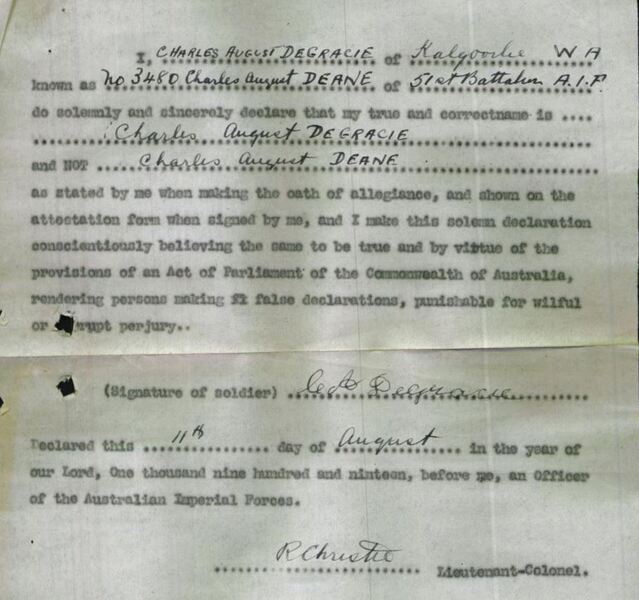 I, CHARLES AUGUST DEGRACIE of Kalgoorlie W A
known as No 3480 Charles August DEANE of 51st Battalion A.I.F
do solemnly and sincerely declare that my true and correctname is ....
Charles August DEGRACIE
and NOT .... Charles August DEANE
as stated by me when making the oath of allegiance, and shown on the
attestation form when signed by me, and I make this solemn declaration
conscientiously believing the same to be true and by virtue of the
provisions of an Act of Parliament of the Commonwealth of Australia,
rendering persons making false declarations, punishable for wilful
or rupt perjury..
(Signature of soldier) C A Degracie
Declared this 11th day of August in the year of
our Lord, One thousand nine hundred and ninteen, before me, an Officer
of the Australian Imperial Forces.
R Christie
Lieutenant-Colonel.